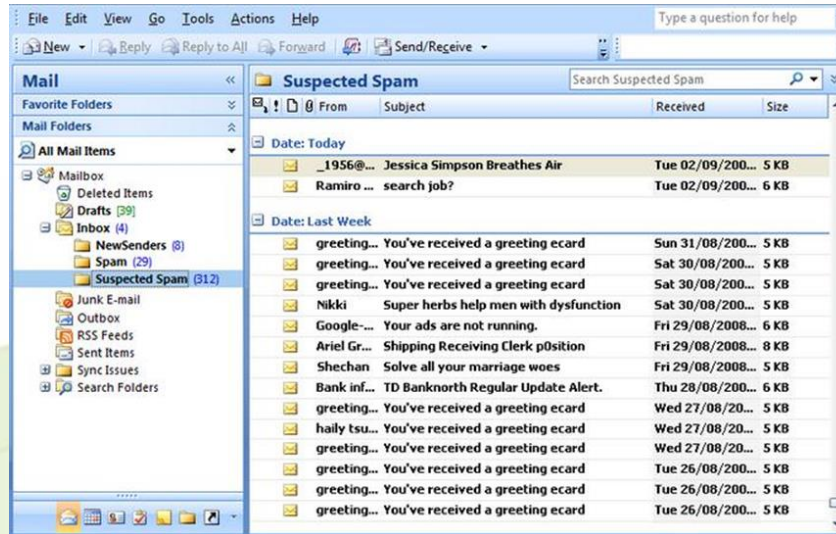 File Edit View Go Tools Actions Help Type a question for help
New Reply Reply to All Forward Send/Receive
Mail «
Favorite Folders
Mail Folders
All Mail Items
Mailbox
Deleted Items
Drafts [39]
Inbox (4)
NewSenders (8)
Spam (29)
Suspected Spam (312)
Junk E-mail
Outbox
RSS Feeds
Sent Items
Sync Issues
Search Folders
Suspected Spam Search Suspected Spam
From Subject Received Size
Date: Today
_1956@... Jessica Simpson Breathes Air Tue 02/09/200... 5 KB
Ramiro ... search job? Tue 02/09/200... 6 KB
Date: Last Week
greeting... You've received a greeting ecard Sun 31/08/200... 5 KB
greeting... You've received a greeting ecard Sat 30/08/200... 5 KB
greeting... You've received a greeting ecard Sat 30/08/200... 5 KB
Nikki Super herbs help men with dysfunction Sat 30/08/200... 5 KB
Google-... Your ads are not running. Fri 29/08/2008... 6 KB
Ariel Gr... Shipping Receiving Clerk p0sition Fri 29/08/2008... 8 KB
Shechan Solve all your marriage woes Fri 29/08/2008... 5 KB
Bank inf... TD Banknorth Regular Update Alert. Thu 28/08/200... 6 KB
greeting... You've received a greeting ecard Wed 27/08/20... 5 KB
haily tsu... You've received a greeting ecard Wed 27/08/20... 5 KB
greeting... You've received a greeting ecard Wed 27/08/20... 5 KB
greeting... You've received a greeting ecard Tue 26/08/200... 5 KB
greeting... You've received a greeting ecard Tue 26/08/200... 5 KB
greeting... You've received a greeting ecard Tue 26/08/200... 5 KB